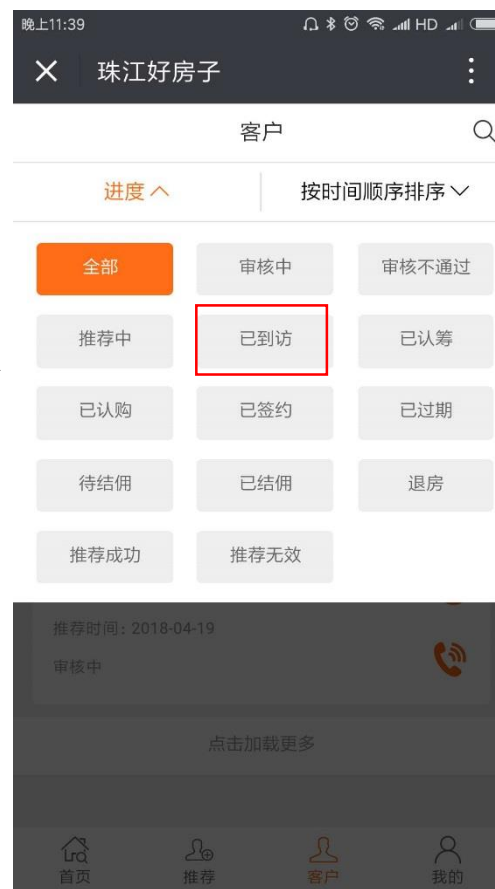 晚上11:39 HD
珠江好房子
客户
进度 按时间顺序排序
全部 审核中 审核不通过
推荐中 已到访 已认筹
已认购 已签约 已过期
待结佣 已结佣 退房
推荐成功 推荐无效
推荐时间:2018-04-19
审核中
点击加载更多
首页 推荐 客户 我的